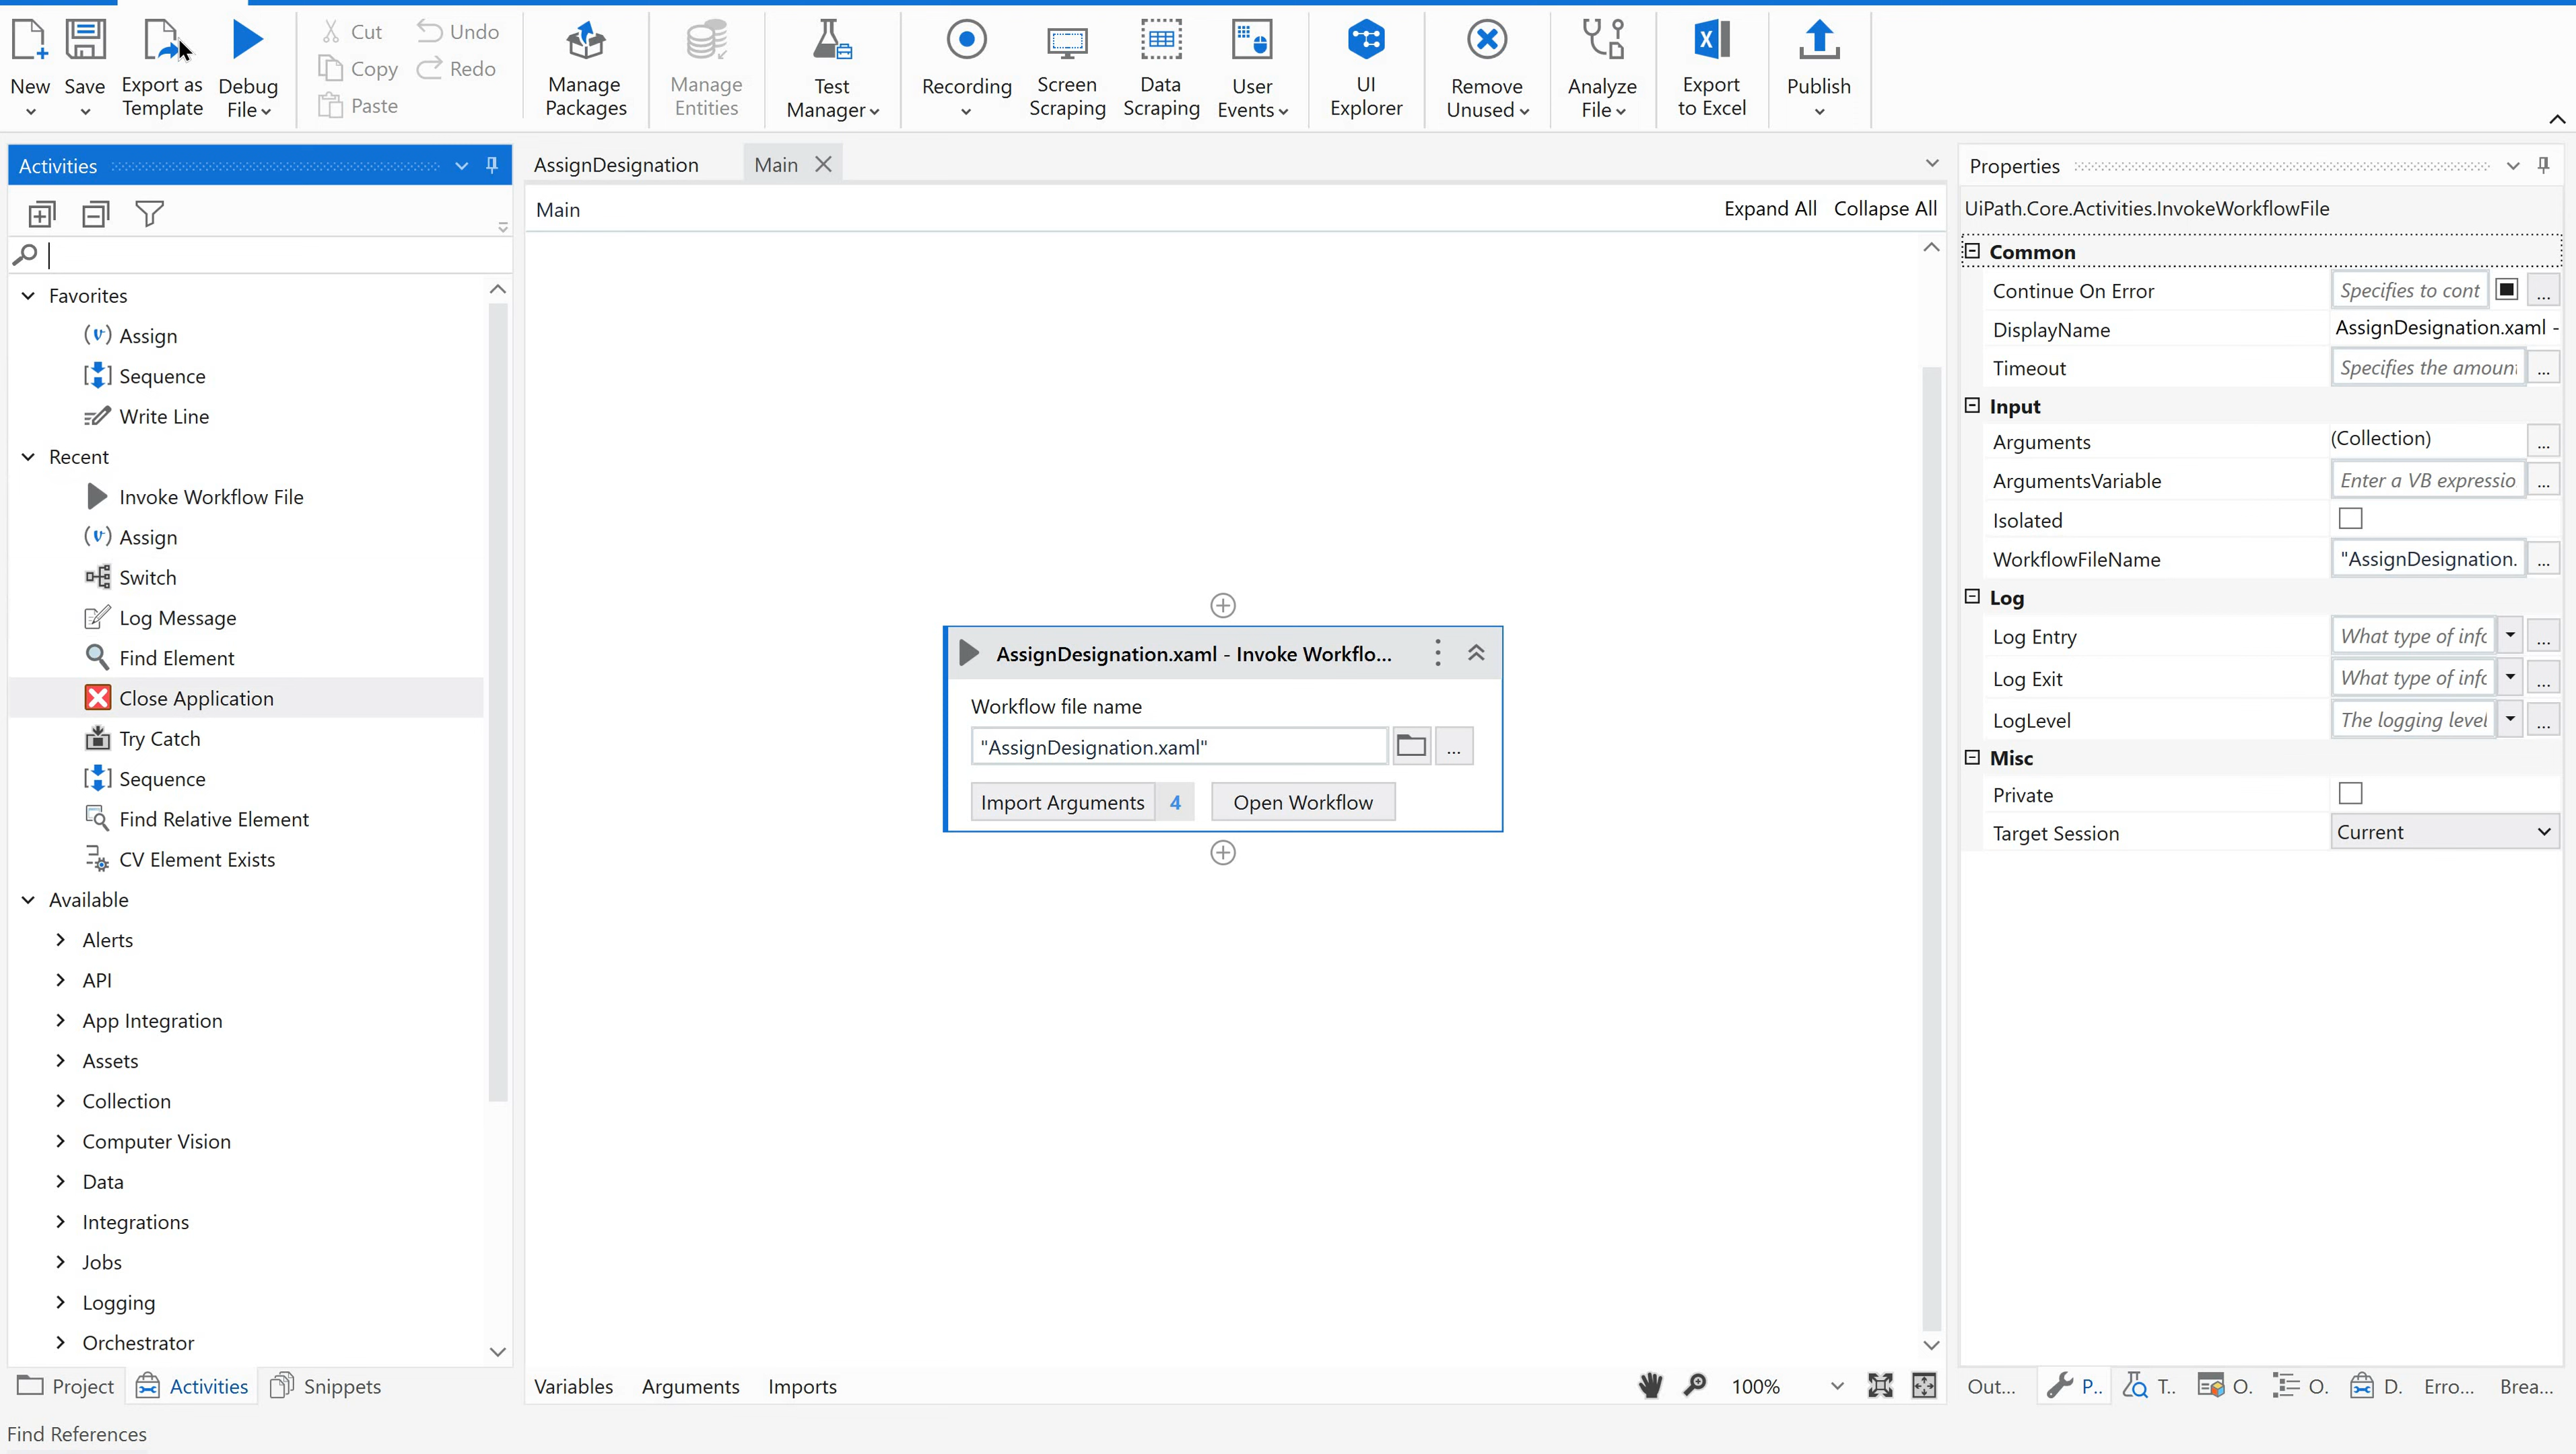 New
Save
Export as
Template
Debug
File
Cut
Copy
Paste
Undo
Redo
Manage
Packages
Manage
Entities
Test
Manager
Recording
Screen
Scraping
Data
Scraping
User
Events
UI
Explorer
Remove
Unused
Analyze
File
Export
to Excel
Publish
Activities
Favorites
Assign
Sequence
Write Line
Recent
Invoke Workflow File
Assign
Switch
Log Message
Find Element
Close Application
Try Catch
Sequence
Find Relative Element
CV Element Exists
Available
Alerts
API
App Integration
Assets
Collection
Computer Vision
Data
Integrations
Jobs
Logging
Orchestrator
Project
Activities
Snippets
Find References
AssignDesignation
Main
Main
Expand All
Collapse All
AssignDesignation.xaml - Invoke Workflo...
Workflow file name
"AssignDesignation.xaml"
...
Import Arguments 4
Open Workflow
Variables
Arguments
Imports
100%
Properties
UiPath.Core.Activities.InvokeWorkflowFile
Common
Continue On Error Specifies to cont ...
DisplayName AssignDesignation.xaml -
Timeout Specifies the amount ...
Input
Arguments (Collection) ...
ArgumentsVariable Enter a VB expressio ...
Isolated
WorkflowFileName "AssignDesignation. ...
Log
Log Entry What type of info ...
Log Exit What type of info ...
LogLevel The logging level ...
Misc
Private
Target Session Current
Out...
P..
T..
O.
O.
D.
Erro...
Brea...